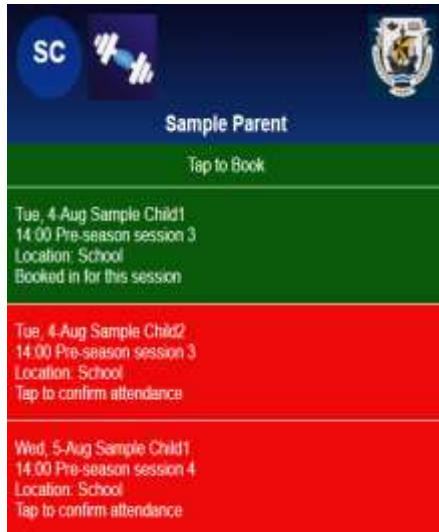 SC
Sample Parent
Tap to Book
Tue, 4-Aug Sample Child1
14:00 Pre-season session 3
Location: School
Booked in for this session
Tue, 4-Aug Sample Child2
14:00 Pre-season session 3
Location: School
Tap to confirm attendance
Wed, 5-Aug Sample Child1
14:00 Pre-season session 4
Location: School
Tap to confirm attendance